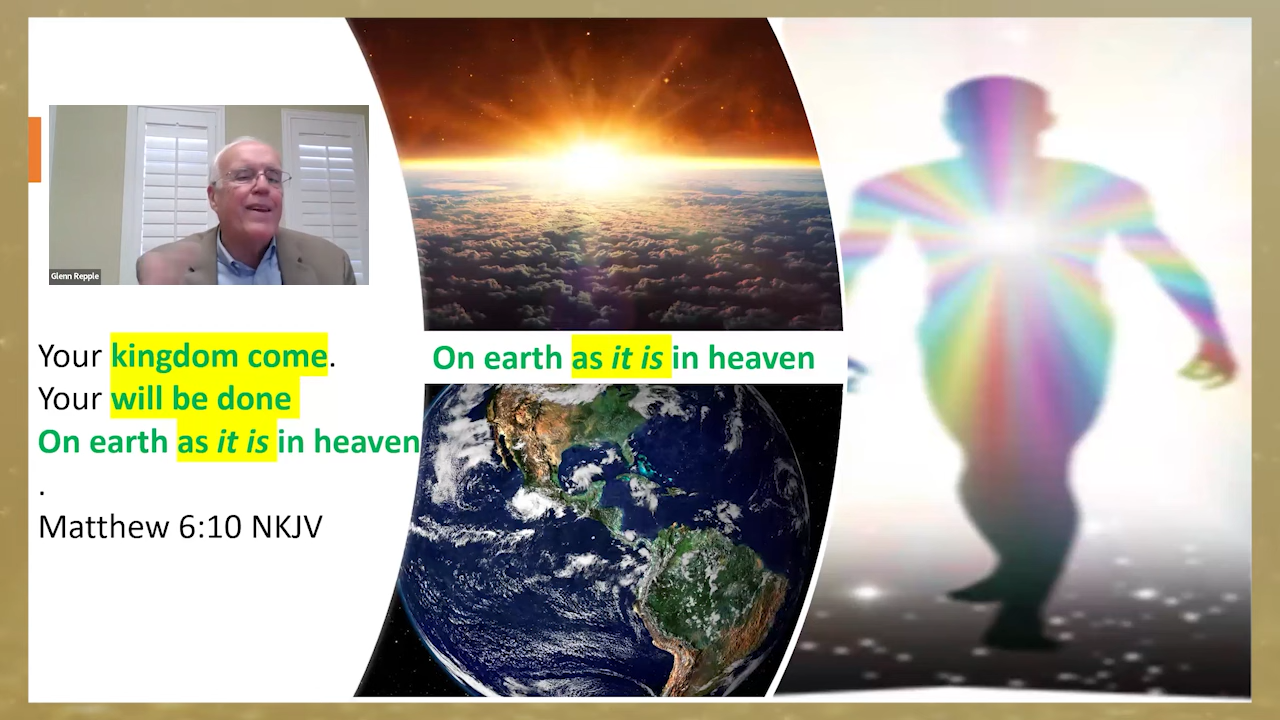 Glenn Repple
Your kingdom come.
Your will be done
On earth as it is in heaven
.
Matthew 6:10 NKJV
On earth as it is in heaven